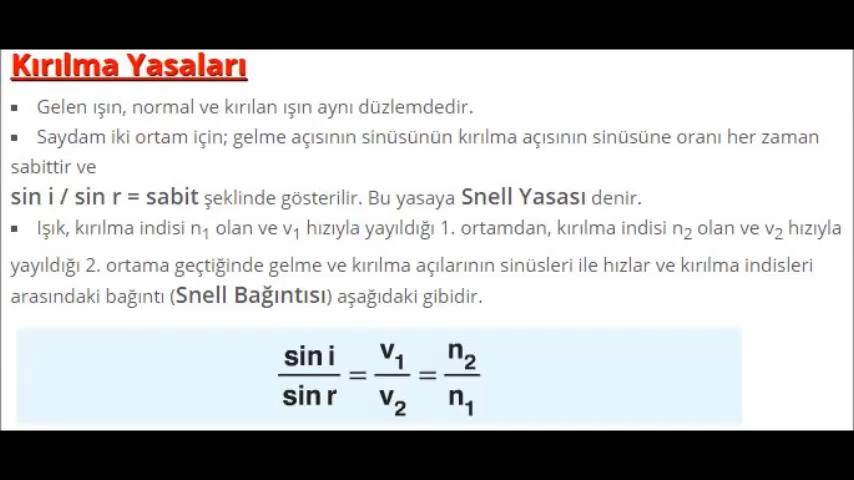 Kırılma Yasaları
▪ Gelen ışın, normal ve kırılan ışın aynı düzlemdedir.
▪ Saydam iki ortam için; gelme açısının sinüsünün kırılma açısının sinüsüne oranı her zaman
sabittir ve
sin i / sin r = sabit şeklinde gösterilir. Bu yasaya Snell Yasası denir.
▪ Işık, kırılma indisi n₁ olan ve v₁ hızıyla yayıldığı 1. ortamdan, kırılma indisi n₂ olan ve v₂ hızıyla
yayıldığı 2. ortama geçtiğinde gelme ve kırılma açılarının sinüsleri ile hızlar ve kırılma indisleri
arasındaki bağıntı (Snell Bağıntısı) aşağıdaki gibidir.
sin i / sin r = v₁ / v₂ = n₂ / n₁